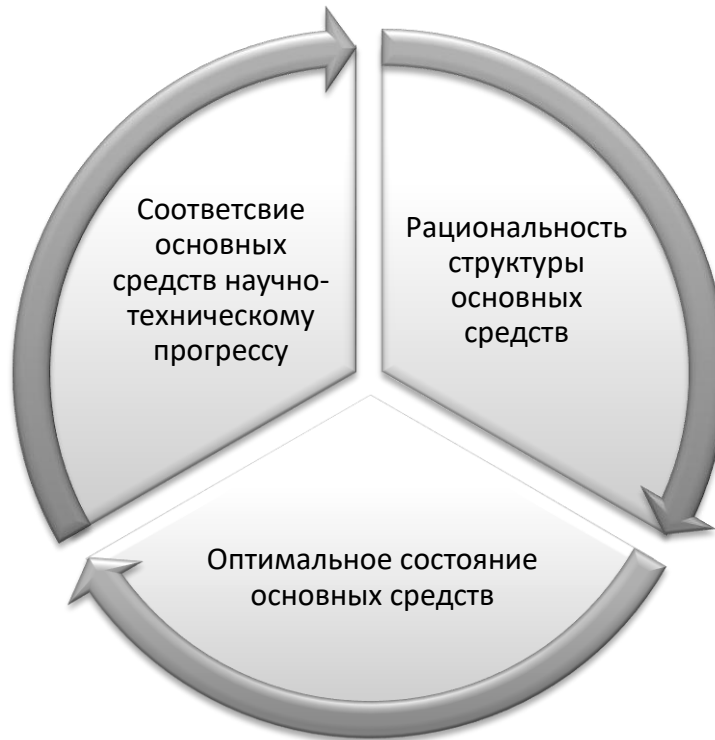 Соответсвие
основных
средств научно-
техническому
прогрессу
Рациональность
структуры
основных
средств
Оптимальное состояние
основных средств